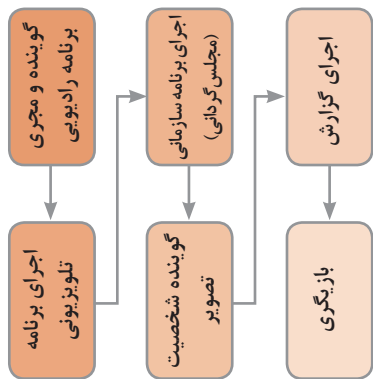 گوینده و مجری
برنامه رادیویی
اجرای برنامه
تلویزیونی
اجرای برنامه سازمانی
(مجلس گردانی)
گوینده شخصیت
تصویر
اجرای گزارش
بازیگری